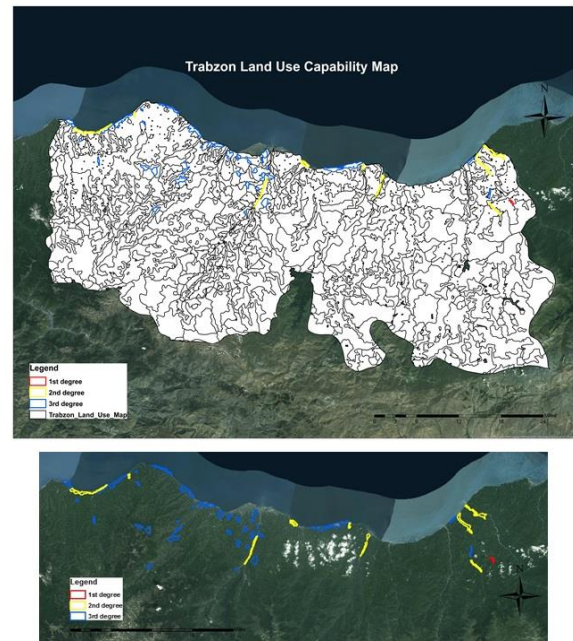 Trabzon Land Use Capability Map
N
Legend
1st degree
2nd degree
3rd degree
Trabzon_Land_Use_Map
Legend
1st degree
2nd degree
3rd degree
N